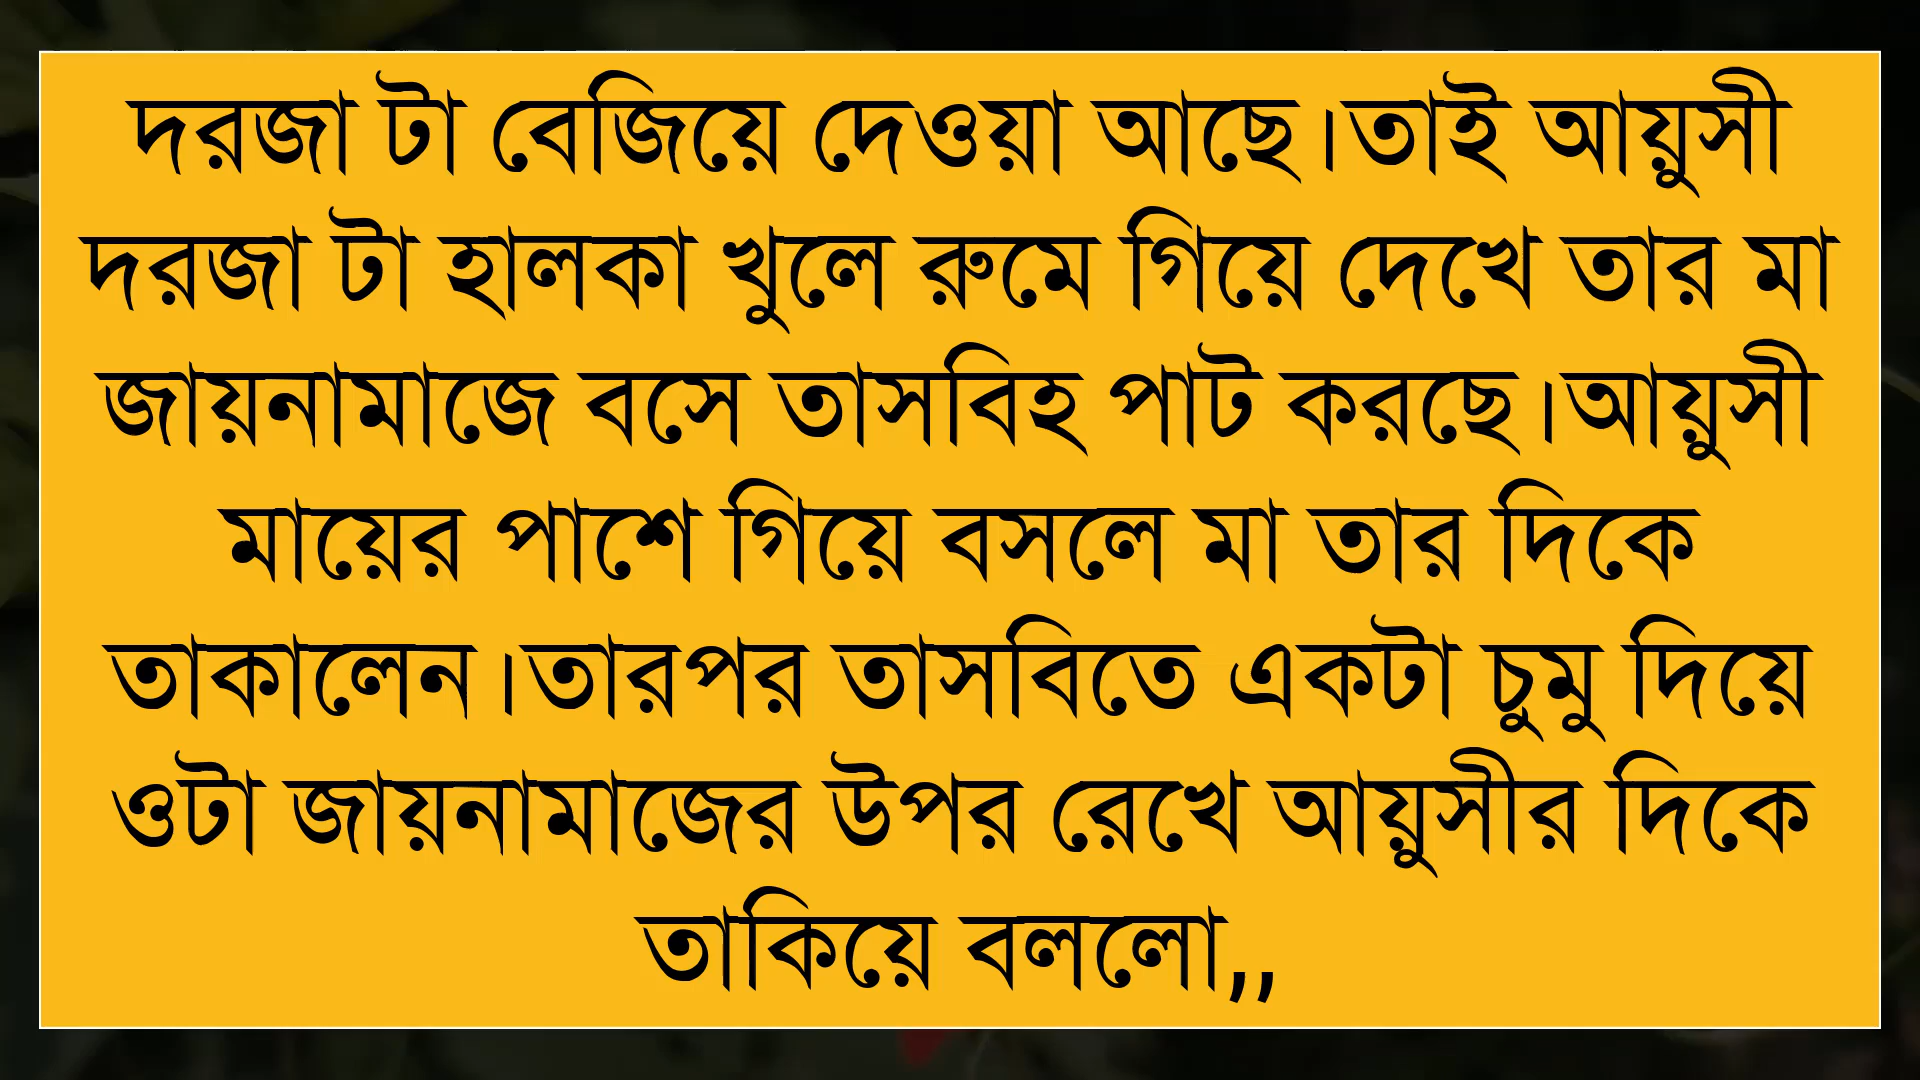 দরজা টা বেজিয়ে দেওয়া আছে।তাই আয়ুসী
দরজা টা হালকা খুলে রুমে গিয়ে দেখে তার মা
জায়নামাজে বসে তাসবিহ পাট করছে।আয়ুসী
মায়ের পাশে গিয়ে বসলে মা তার দিকে
তাকালেন।তারপর তাসবিতে একটা চুমু দিয়ে
ওটা জায়নামাজের উপর রেখে আয়ুসীর দিকে
তাকিয়ে বললো,,